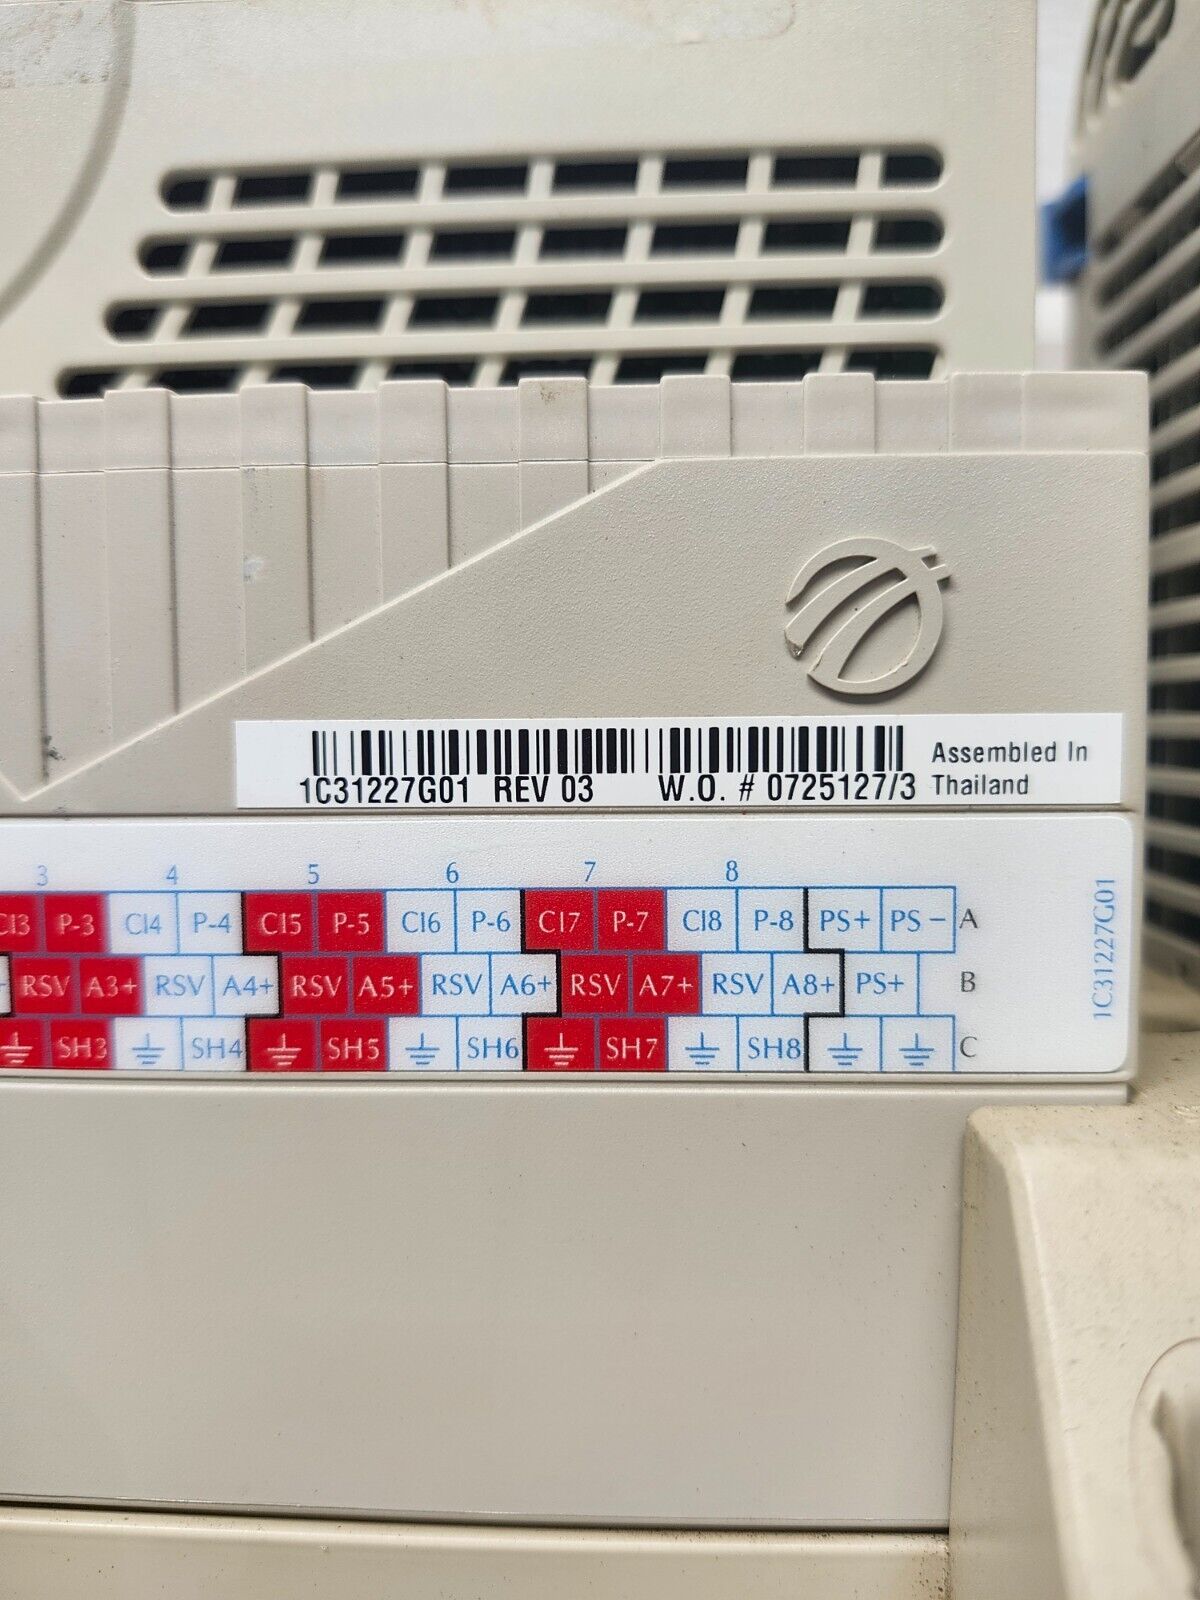 1C31227G01 REV 03 W.O. # 0725127/3 Assembled In
Thailand
3 4 5 6 7 8
CI3 P-3 CI4 P-4 CI5 P-5 CI6 P-6 CI7 P-7 CI8 P-8 PS+ PS- A
RSV A3+ RSV A4+ RSV A5+ RSV A6+ RSV A7+ RSV A8+ PS+ B
SH3 SH4 SH5 SH6 SH7 SH8 C
1C31227G01